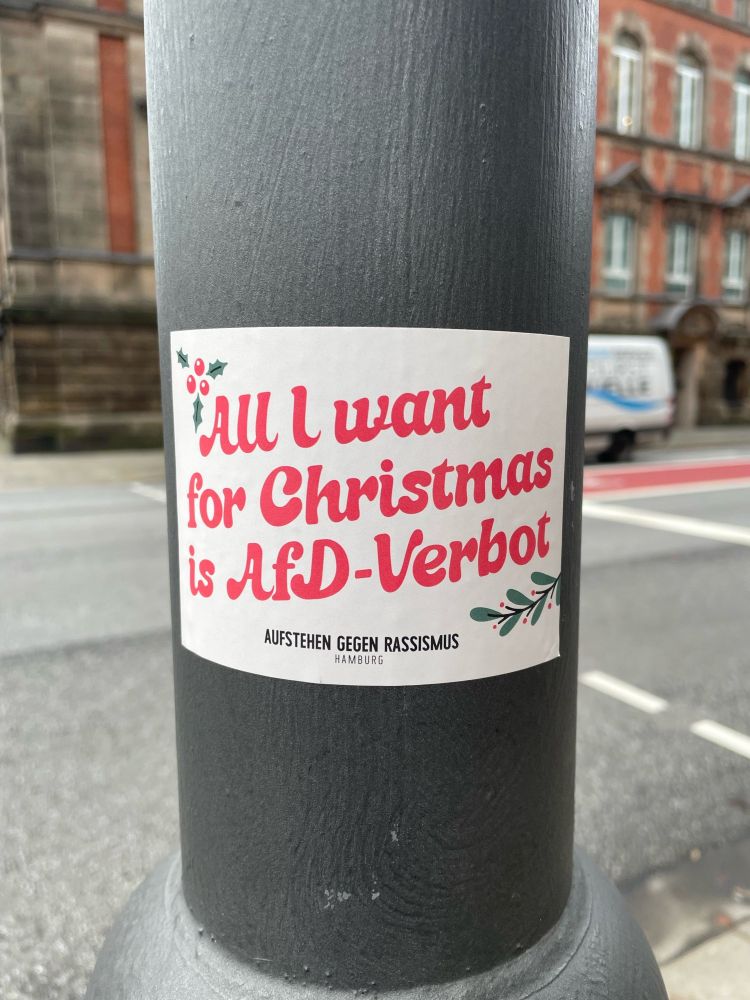 All I want
for Christmas
is AfD-Verbot
AUFSTEHEN GEGEN RASSISMUS
HAMBURG